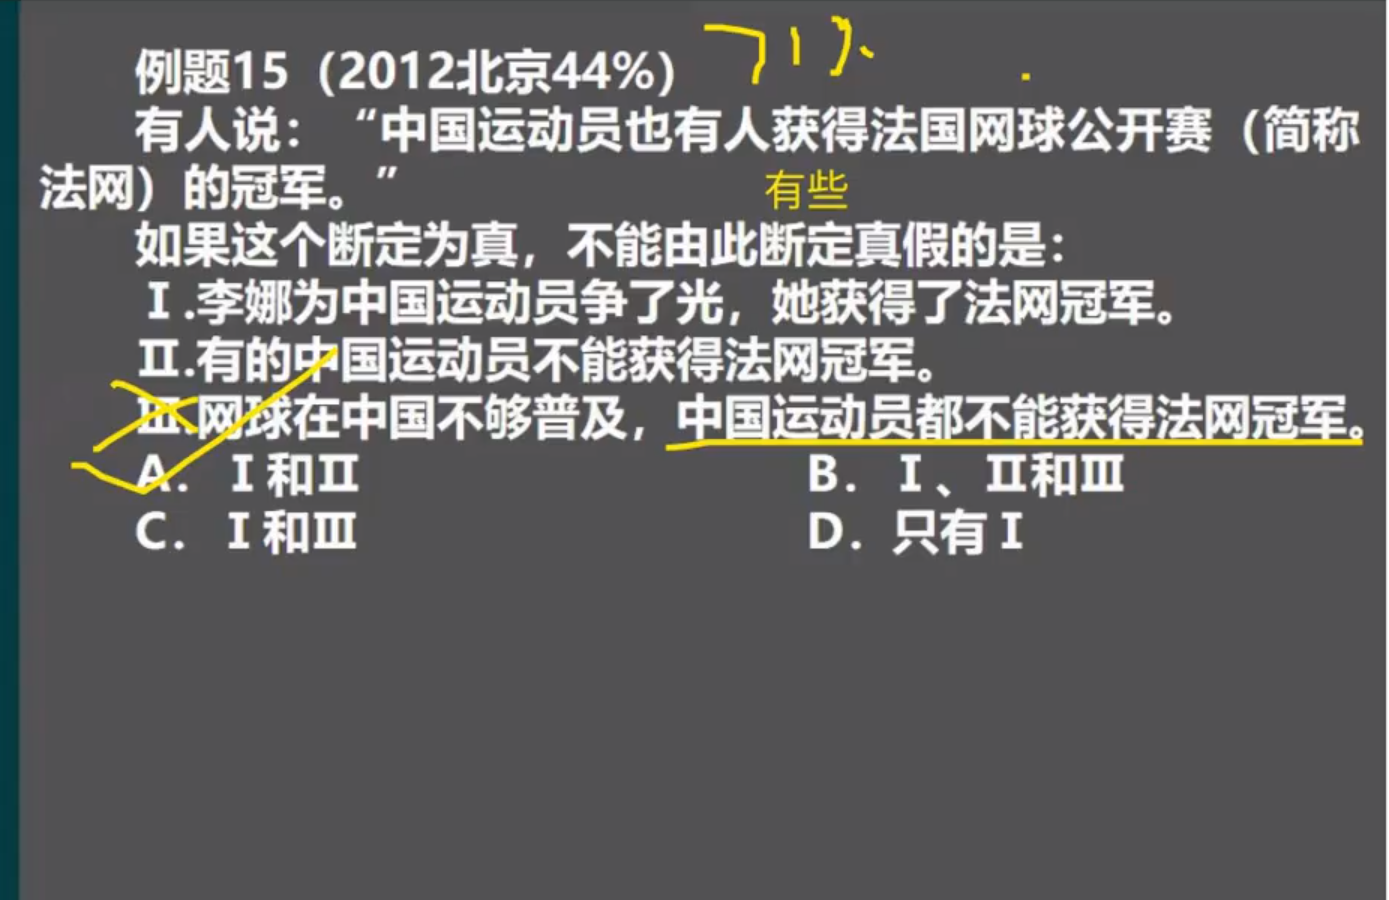 例题15（2012北京44%）
有人说：“中国运动员也有人获得法国网球公开赛（简称
法网）的冠军。”
有些
如果这个断定为真，不能由此断定真假的是：
Ⅰ.李娜为中国运动员争了光，她获得了法网冠军。
Ⅱ.有的中国运动员不能获得法网冠军。
Ⅲ.网球在中国不够普及，中国运动员都不能获得法网冠军。
A．Ⅰ和Ⅱ
B．Ⅰ、Ⅱ和Ⅲ
C．Ⅰ和Ⅲ
D．只有Ⅰ